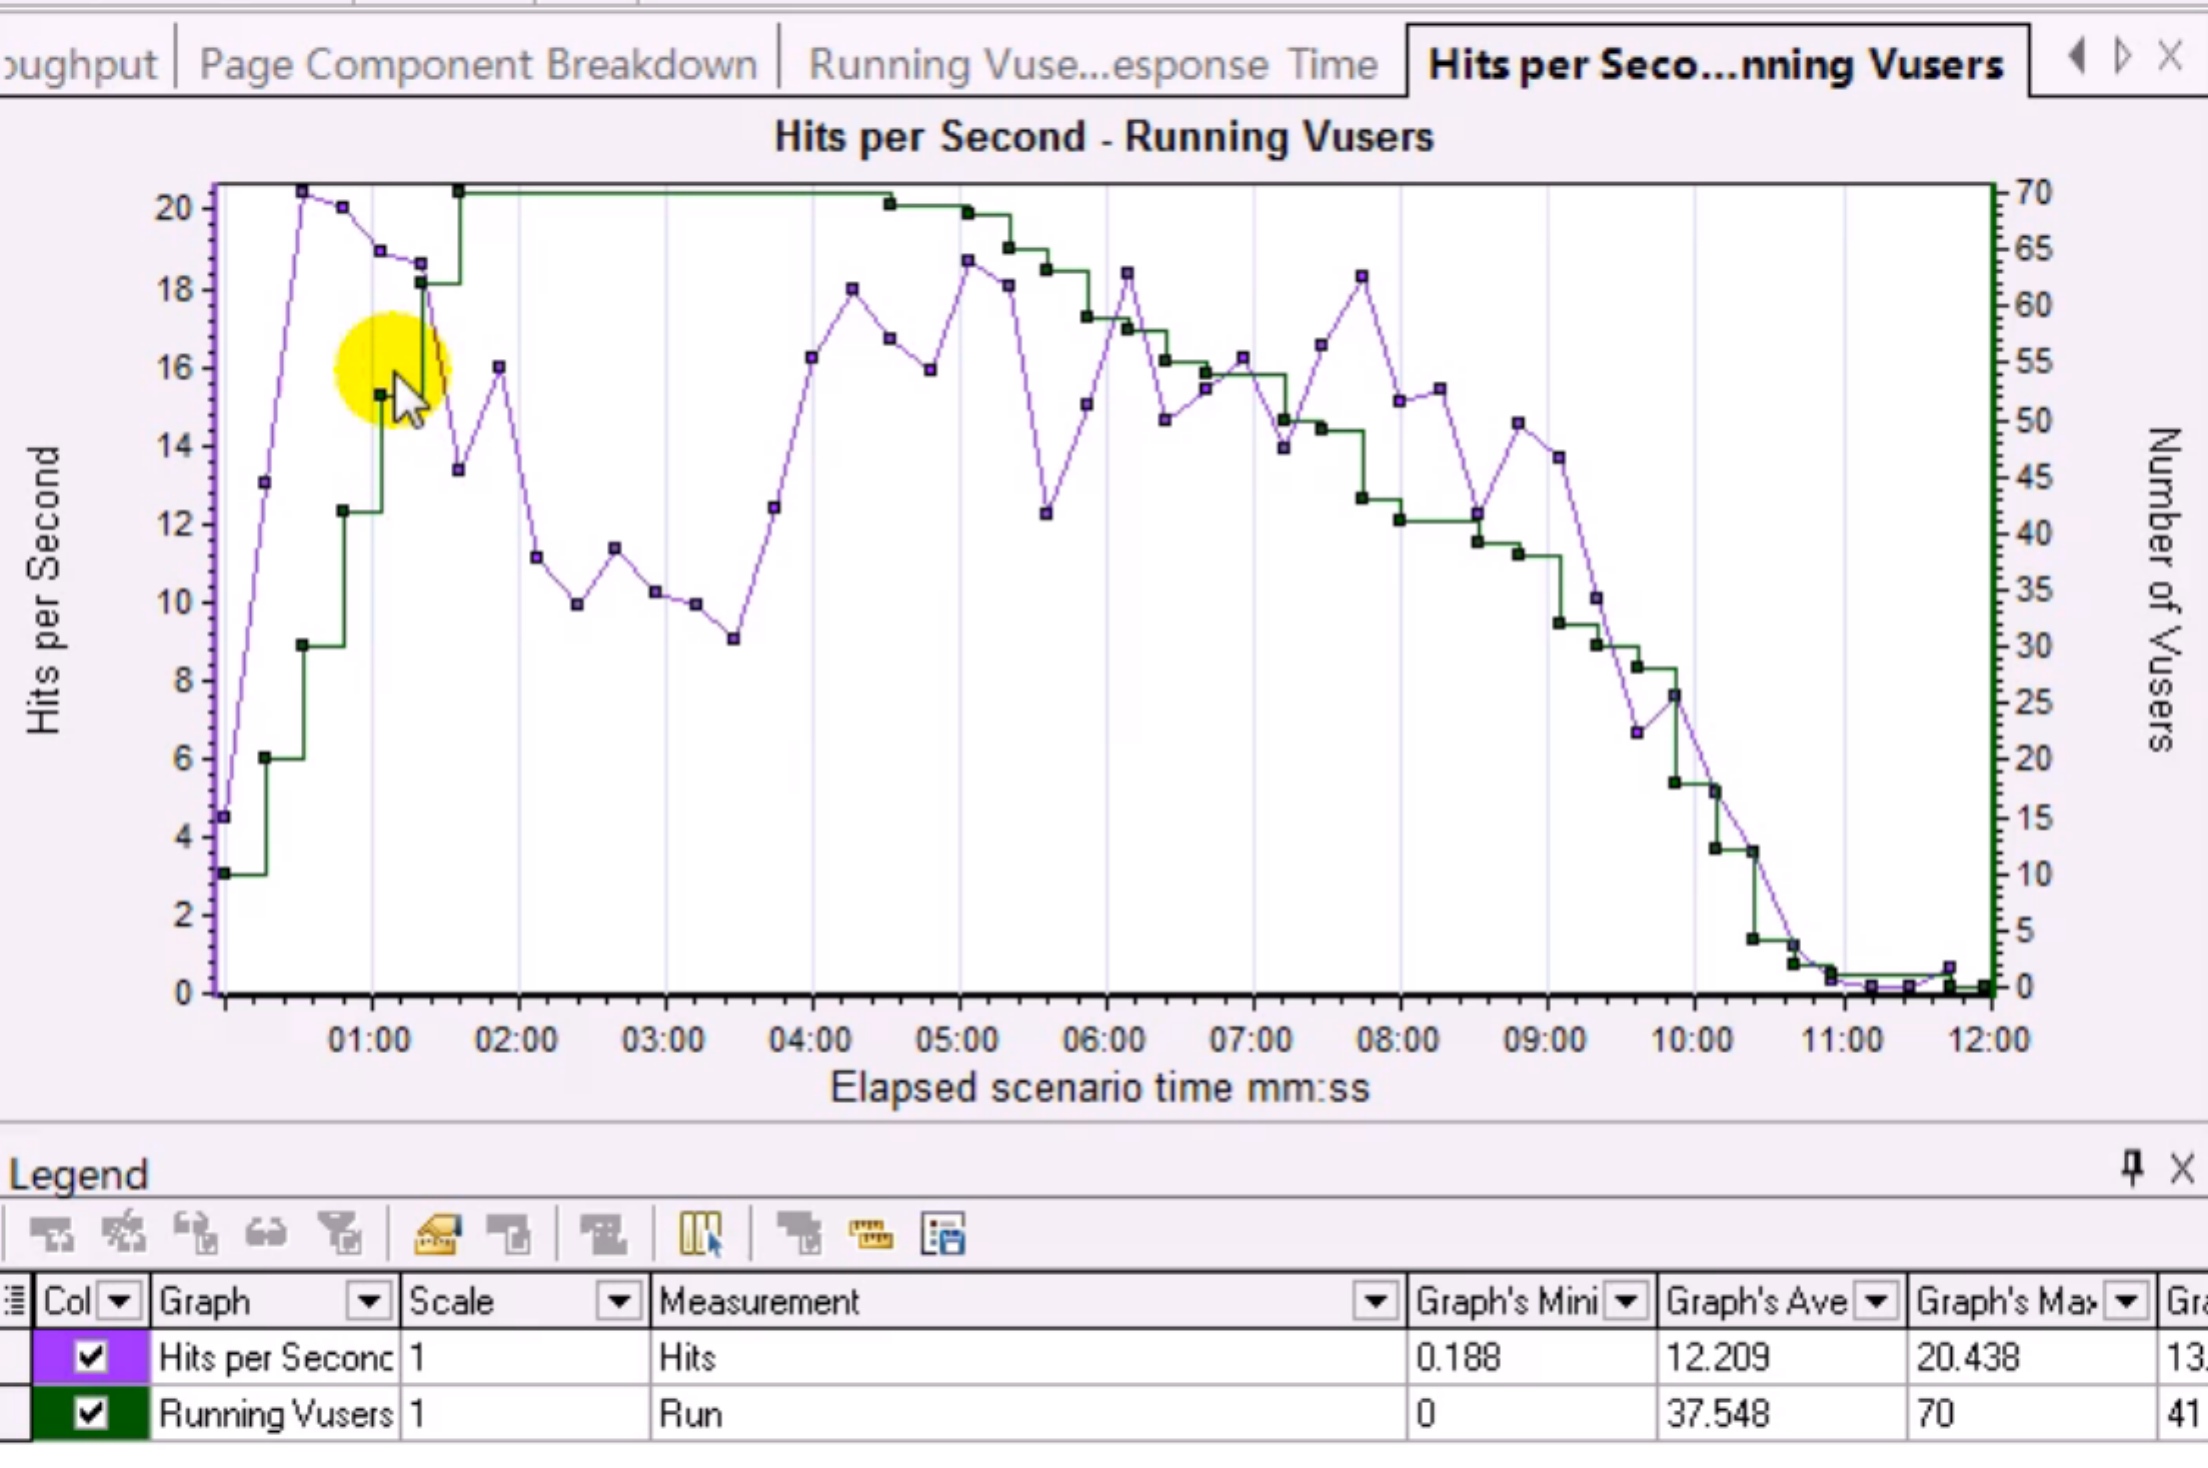 oughput Page Component Breakdown Running Vuse...esponse Time Hits per Seco...nning Vusers
Hits per Second - Running Vusers
Hits per Second
20
18
16
14
12
10
8
6
4
2
0
70
65
60
55
50
45
40
35
30
25
20
15
10
5
0
Number of Vusers
01:00 02:00 03:00 04:00 05:00 06:00 07:00 08:00 09:00 10:00 11:00 12:00
Elapsed scenario time mm:ss
Legend
Col Graph Scale Measurement Graph's Mini Graph's Ave Graph's Max Gra
Hits per Second 1 Hits 0.188 12.209 20.438 13.
Running Vusers 1 Run 0 37.548 70 41